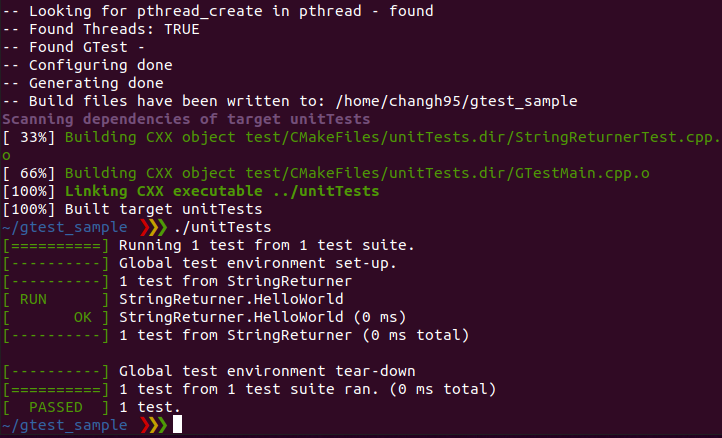 -- Looking for pthread_create in pthread - found
-- Found Threads: TRUE
-- Found GTest -
-- Configuring done
-- Generating done
-- Build files have been written to: /home/changh95/gtest_sample
Scanning dependencies of target unitTests
[ 33%] Building CXX object test/CMakeFiles/unitTests.dir/StringReturnerTest.cpp.
o
[ 66%] Building CXX object test/CMakeFiles/unitTests.dir/GTestMain.cpp.o
[100%] Linking CXX executable ../unitTests
[100%] Built target unitTests
~/gtest_sample ❯❯❯ ./unitTests
[==========] Running 1 test from 1 test suite.
[----------] Global test environment set-up.
[----------] 1 test from StringReturner
[ RUN      ] StringReturner.HelloWorld
[       OK ] StringReturner.HelloWorld (0 ms)
[----------] 1 test from StringReturner (0 ms total)

[----------] Global test environment tear-down
[==========] 1 test from 1 test suite ran. (0 ms total)
[  PASSED  ] 1 test.
~/gtest_sample ❯❯❯